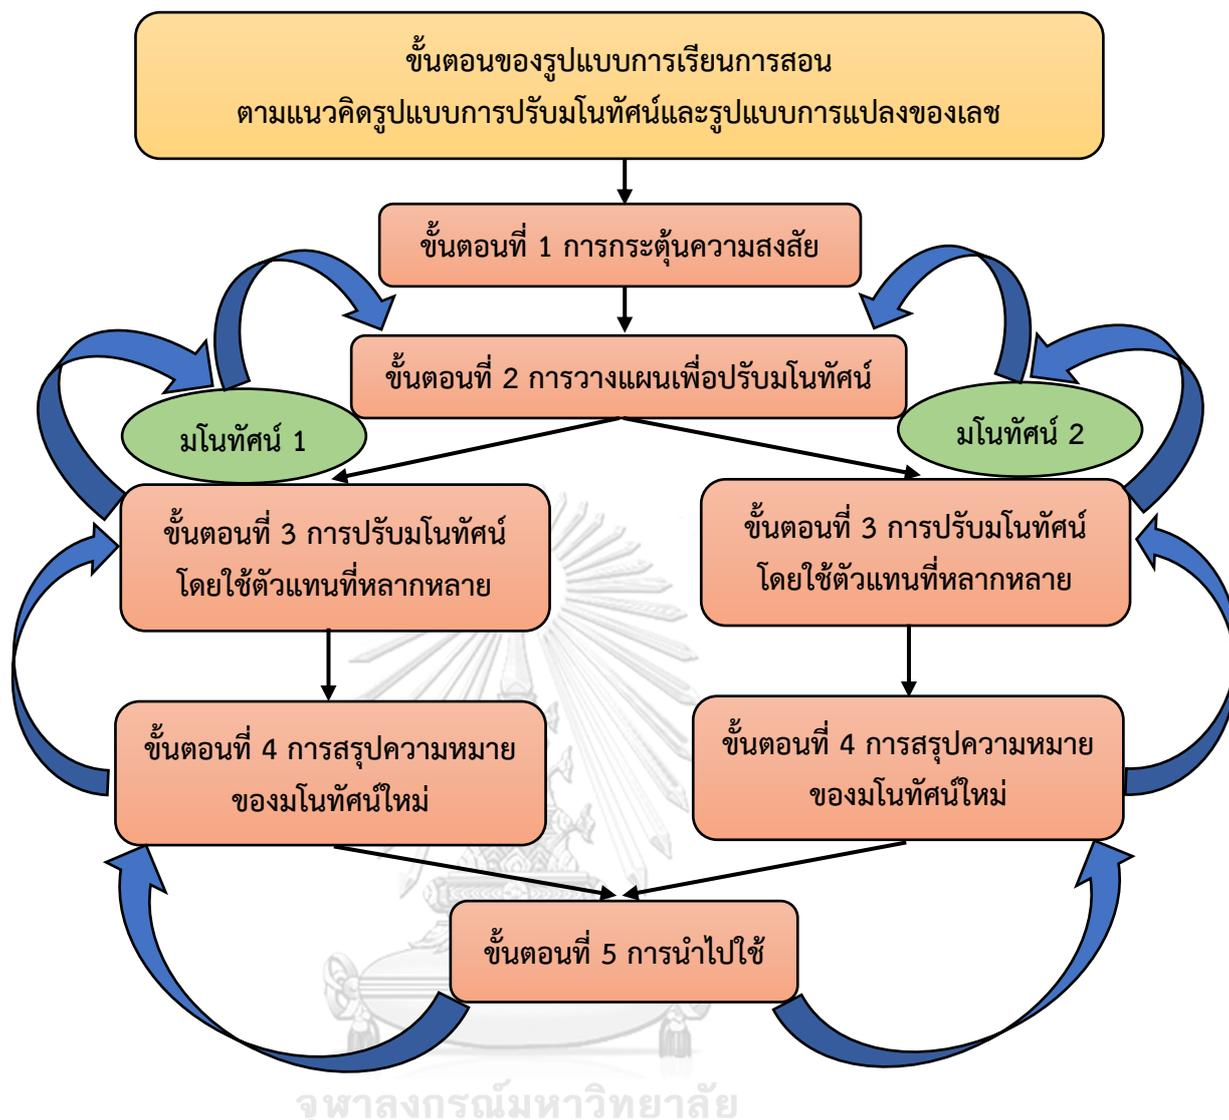 ขั้นตอนของรูปแบบการเรียนการสอน
ตามแนวคิดรูปแบบการปรับมโนทัศน์และรูปแบบการแปลงของเลช
ขั้นตอนที่ 1 การกระตุ้นความสงสัย
ขั้นตอนที่ 2 การวางแผนเพื่อปรับมโนทัศน์
มโนทัศน์ 1
มโนทัศน์ 2
ขั้นตอนที่ 3 การปรับมโนทัศน์
โดยใช้ตัวแทนที่หลากหลาย
ขั้นตอนที่ 3 การปรับมโนทัศน์
โดยใช้ตัวแทนที่หลากหลาย
ขั้นตอนที่ 4 การสรุปความหมาย
ของมโนทัศน์ใหม่
ขั้นตอนที่ 4 การสรุปความหมาย
ของมโนทัศน์ใหม่
ขั้นตอนที่ 5 การนำไปใช้
จุฬาลงกรณ์มหาวิทยาลัย